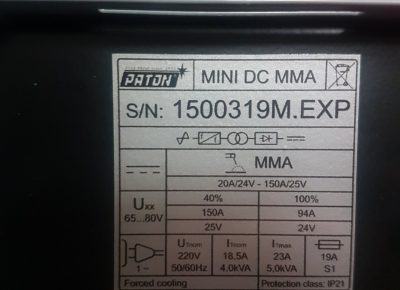 PATON
MINI DC MMA
S/N: 1500319M.EXP
MMA
20A/24V - 150A/25V
Uxx
65...80V
40% 100%
150A 94A
25V 24V
1~
U1nom I1nom I1max
220V 18,5A 23A 19A
50/60Hz 4,0kVA 5,0kVA S1
Forced cooling Protection class: IP21